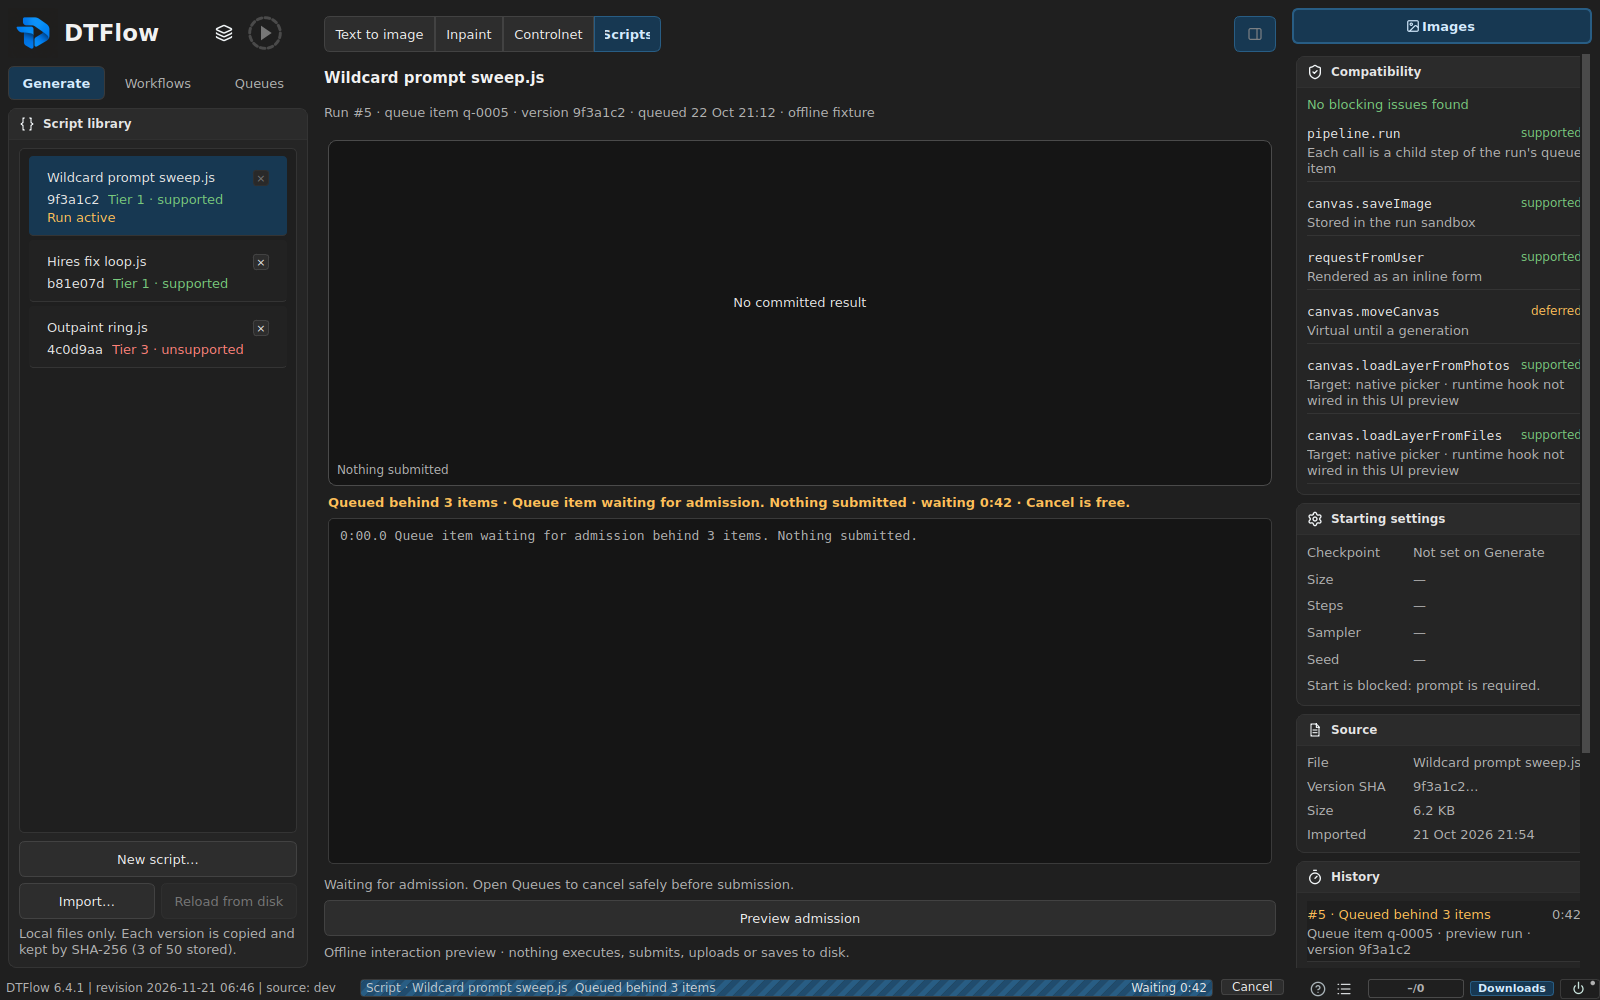 DTFlow
Generate
Workflows
Queues
Script library
Wildcard prompt sweep.js
9f3a1c2 Tier 1 · supported
Run active
Hires fix loop.js
b81e07d Tier 1 · supported
Outpaint ring.js
4c0d9aa Tier 3 · unsupported
New script...
Import...
Reload from disk
Local files only. Each version is copied and
kept by SHA-256 (3 of 50 stored).
Text to image
Inpaint
Controlnet
Scripts
Wildcard prompt sweep.js
Run #5 · queue item q-0005 · version 9f3a1c2 · queued 22 Oct 21:12 · offline fixture
No committed result
Nothing submitted
Queued behind 3 items · Queue item waiting for admission. Nothing submitted · waiting 0:42 · Cancel is free.
0:00.0 Queue item waiting for admission behind 3 items. Nothing submitted.
Waiting for admission. Open Queues to cancel safely before submission.
Preview admission
Offline interaction preview · nothing executes, submits, uploads or saves to disk.
Images
Compatibility
No blocking issues found
pipeline.run supported
Each call is a child step of the run's queue
item
canvas.saveImage supported
Stored in the run sandbox
requestFromUser supported
Rendered as an inline form
canvas.moveCanvas deferred
Virtual until a generation
canvas.loadLayerFromPhotos supported
Target: native picker · runtime hook not
wired in this UI preview
canvas.loadLayerFromFiles supported
Target: native picker · runtime hook not
wired in this UI preview
Starting settings
Checkpoint Not set on Generate
Size —
Steps —
Sampler —
Seed —
Start is blocked: prompt is required.
Source
File Wildcard prompt sweep.js
Version SHA 9f3a1c2...
Size 6.2 KB
Imported 21 Oct 2026 21:54
History
#5 · Queued behind 3 items 0:42
Queue item q-0005 · preview run ·
version 9f3a1c2
DTFlow 6.4.1 | revision 2026-11-21 06:46 | source: dev
Script · Wildcard prompt sweep.js Queued behind 3 items Waiting 0:42
Cancel
-/0
Downloads